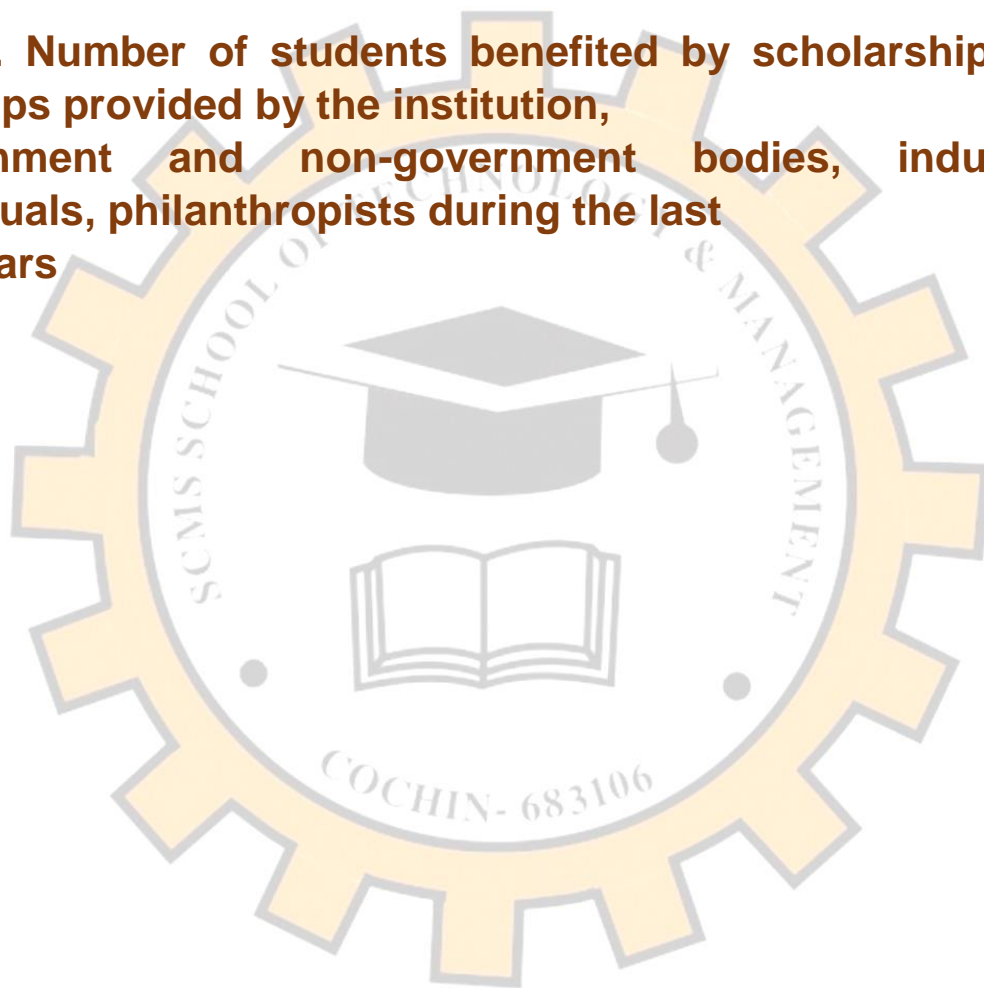 . Number of students benefited by scholarship
ps provided by the institution,
nment and non-government bodies, indu
uals, philanthropists during the last
ars
SCMS SCHOOL OF TECHNOLOGY & MANAGEMENT
COCHIN- 683106